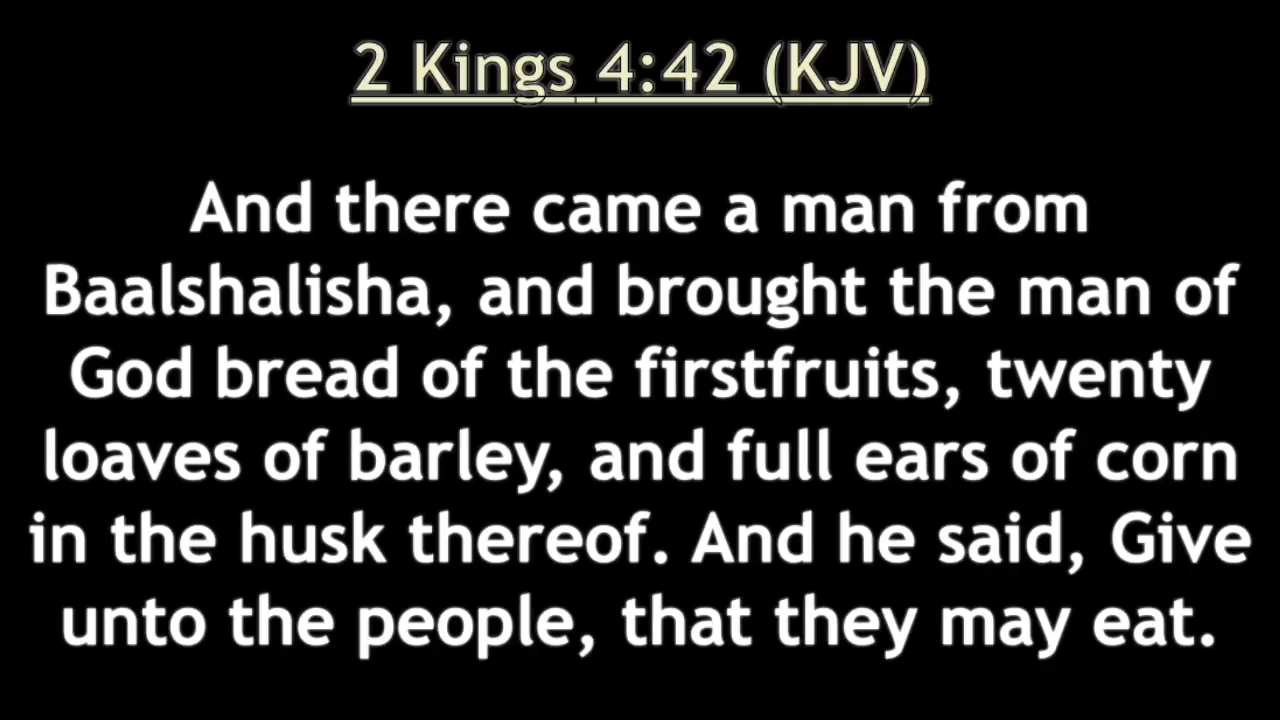 2 Kings 4:42 (KJV)
And there came a man from
Baalshalisha, and brought the man of
God bread of the firstfruits, twenty
loaves of barley, and full ears of corn
in the husk thereof. And he said, Give
unto the people, that they may eat.